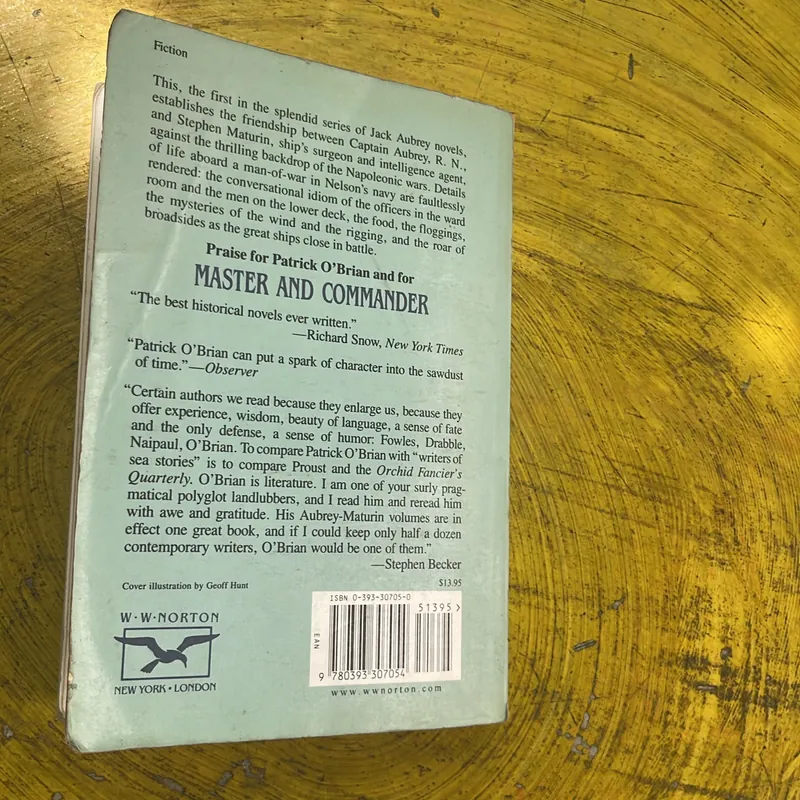 Fiction
This, the first in the splendid series of Jack Aubrey novels,
establishes the friendship between Captain Aubrey, R. N.,
and Stephen Maturin, ship's surgeon and intelligence agent,
against the thrilling backdrop of the Napoleonic wars. Details
of life aboard a man-of-war in Nelson's navy are faultlessly
rendered: the conversational idiom of the officers in the ward
room and the men on the lower deck, the food, the floggings,
the mysteries of the wind and the rigging, and the roar of
broadsides as the great ships close in battle.
Praise for Patrick O'Brian and for
MASTER AND COMMANDER
"The best historical novels ever written."
—Richard Snow, New York Times
"Patrick O'Brian can put a spark of character into the sawdust
of time."—Observer
"Certain authors we read because they enlarge us, because they
offer experience, wisdom, beauty of language, a sense of fate
and the only defense, a sense of humor: Fowles, Drabble,
Naipaul, O'Brian. To compare Patrick O'Brian with "writers of
sea stories" is to compare Proust and the Orchid Fancier's
Quarterly. O'Brian is literature. I am one of your surly prag-
matical polyglot landlubbers, and I read him and reread him
with awe and gratitude. His Aubrey-Maturin volumes are in
effect one great book, and if I could keep only half a dozen
contemporary writers, O'Brian would be one of them."
—Stephen Becker
Cover illustration by Geoff Hunt
$13.95
W·W·NORTON
NEW YORK • LONDON
ISBN 0-393-30705-0
51395>
EAN
9 780393 307054
www.wwnorton.com